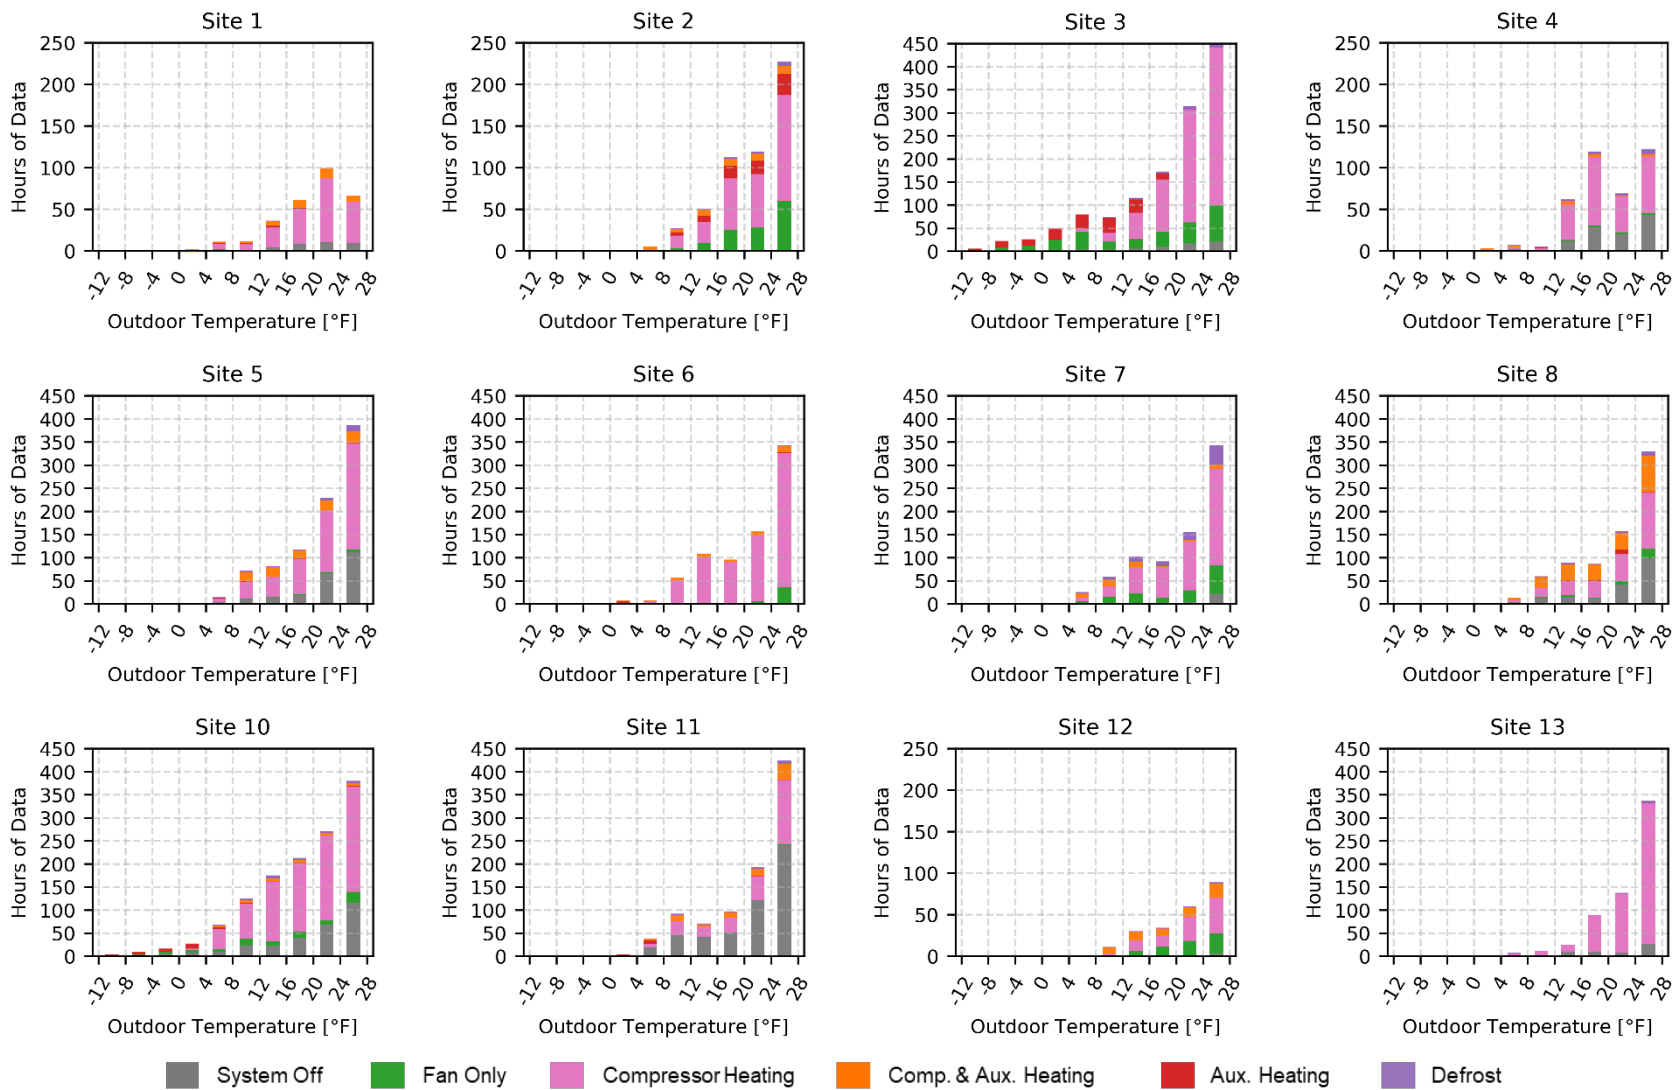 Site 1
250
200
150
100
50
0
Hours of Data
-12 -8 -4 0 4 8 12 16 20 24 28
Outdoor Temperature [°F]
Site 2
250
200
150
100
50
0
Hours of Data
-12 -8 -4 0 4 8 12 16 20 24 28
Outdoor Temperature [°F]
Site 3
450
400
350
300
250
200
150
100
50
0
Hours of Data
-12 -8 -4 0 4 8 12 16 20 24 28
Outdoor Temperature [°F]
Site 4
250
200
150
100
50
0
Hours of Data
-12 -8 -4 0 4 8 12 16 20 24 28
Outdoor Temperature [°F]
Site 5
450
400
350
300
250
200
150
100
50
0
Hours of Data
-12 -8 -4 0 4 8 12 16 20 24 28
Outdoor Temperature [°F]
Site 6
450
400
350
300
250
200
150
100
50
0
Hours of Data
-12 -8 -4 0 4 8 12 16 20 24 28
Outdoor Temperature [°F]
Site 7
450
400
350
300
250
200
150
100
50
0
Hours of Data
-12 -8 -4 0 4 8 12 16 20 24 28
Outdoor Temperature [°F]
Site 8
450
400
350
300
250
200
150
100
50
0
Hours of Data
-12 -8 -4 0 4 8 12 16 20 24 28
Outdoor Temperature [°F]
Site 10
450
400
350
300
250
200
150
100
50
0
Hours of Data
-12 -8 -4 0 4 8 12 16 20 24 28
Outdoor Temperature [°F]
Site 11
450
400
350
300
250
200
150
100
50
0
Hours of Data
-12 -8 -4 0 4 8 12 16 20 24 28
Outdoor Temperature [°F]
Site 12
250
200
150
100
50
0
Hours of Data
-12 -8 -4 0 4 8 12 16 20 24 28
Outdoor Temperature [°F]
Site 13
450
400
350
300
250
200
150
100
50
0
Hours of Data
-12 -8 -4 0 4 8 12 16 20 24 28
Outdoor Temperature [°F]
System Off Fan Only Compressor Heating Comp. & Aux. Heating Aux. Heating Defrost